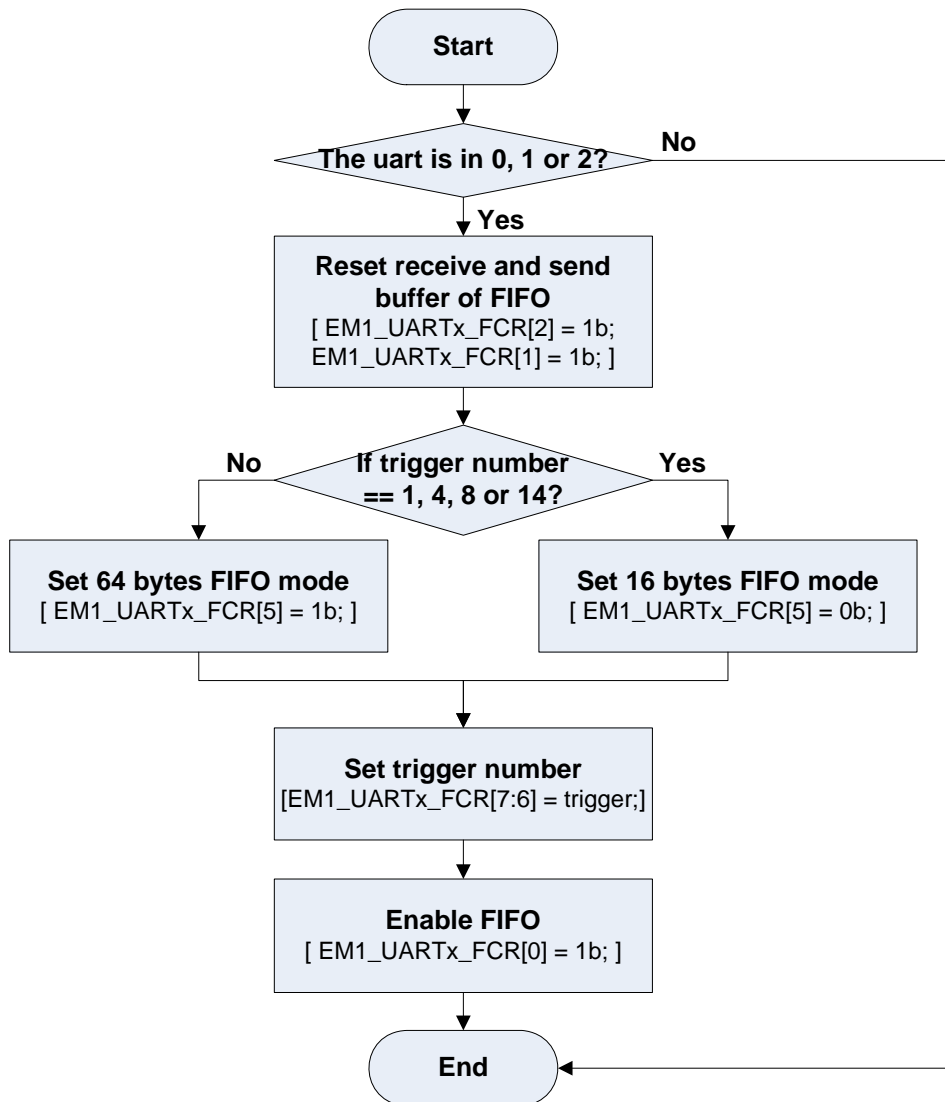 Start
The uart is in 0, 1 or 2?
No
Yes
Reset receive and send
buffer of FIFO
[ EM1_UARTx_FCR[2] = 1b;
EM1_UARTx_FCR[1] = 1b; ]
No
If trigger number
== 1, 4, 8 or 14?
Yes
Set 64 bytes FIFO mode
[ EM1_UARTx_FCR[5] = 1b; ]
Set 16 bytes FIFO mode
[ EM1_UARTx_FCR[5] = 0b; ]
Set trigger number
[EM1_UARTx_FCR[7:6] = trigger;]
Enable FIFO
[ EM1_UARTx_FCR[0] = 1b; ]
End